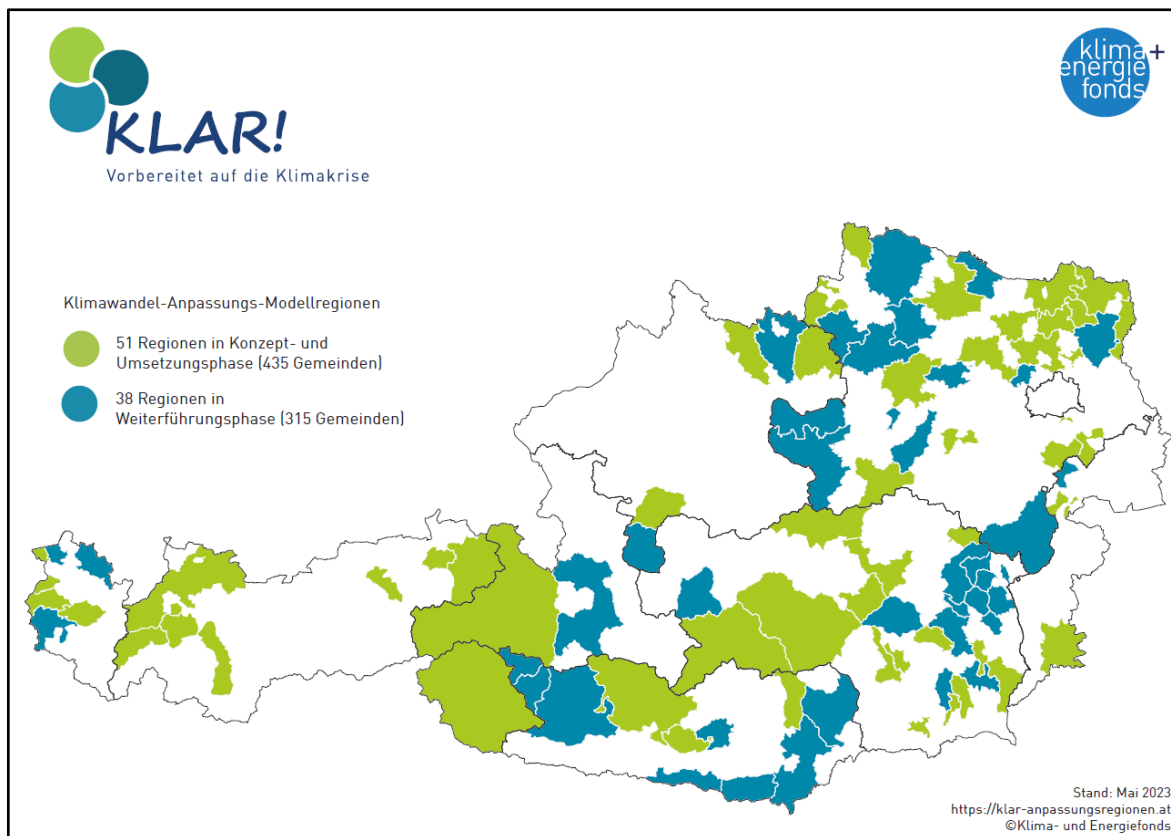 KLAR!
Vorbereitet auf die Klimakrise
klima+
energie
fonds
Klimawandel-Anpassungs-Modellregionen
51 Regionen in Konzept- und
Umsetzungsphase (435 Gemeinden)
38 Regionen in
Weiterführungsphase (315 Gemeinden)
Stand: Mai 2023
https://klar-anpassungsregionen.at
©Klima- und Energiefonds